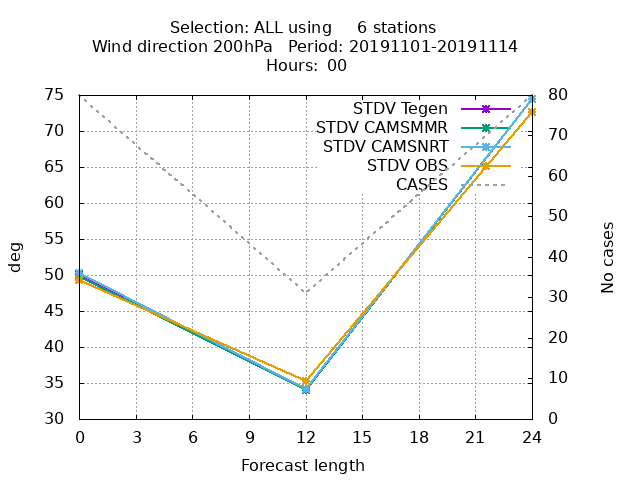 Selection: ALL using     6 stations
Wind direction 200hPa   Period: 20191101-20191114
Hours: 00
75
70
65
60
55
50
45
40
35
30
deg
STDV Tegen
STDV CAMSMMR
STDV CAMSNRT
STDV OBS
CASES
80
70
60
50
40
30
20
10
0
No cases
0 3 6 9 12 15 18 21 24
Forecast length